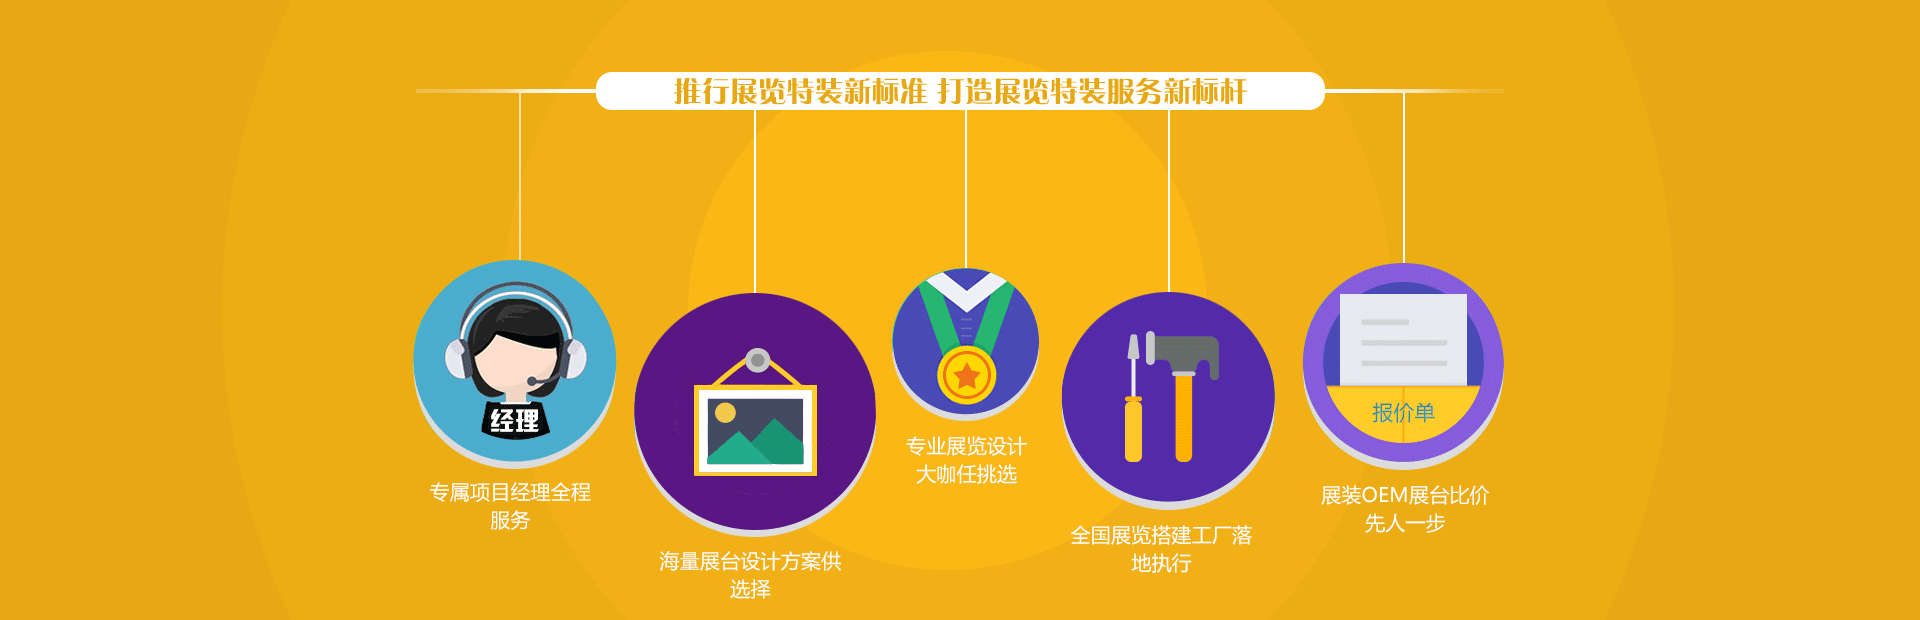 推行展览特装新标准 打造展览特装服务新标杆
经理
专属项目经理全程
服务
海量展台设计方案供
选择
专业展览设计
大咖任挑选
全国展览搭建工厂落
地执行
报价单
展装OEM展台比价
先人一步